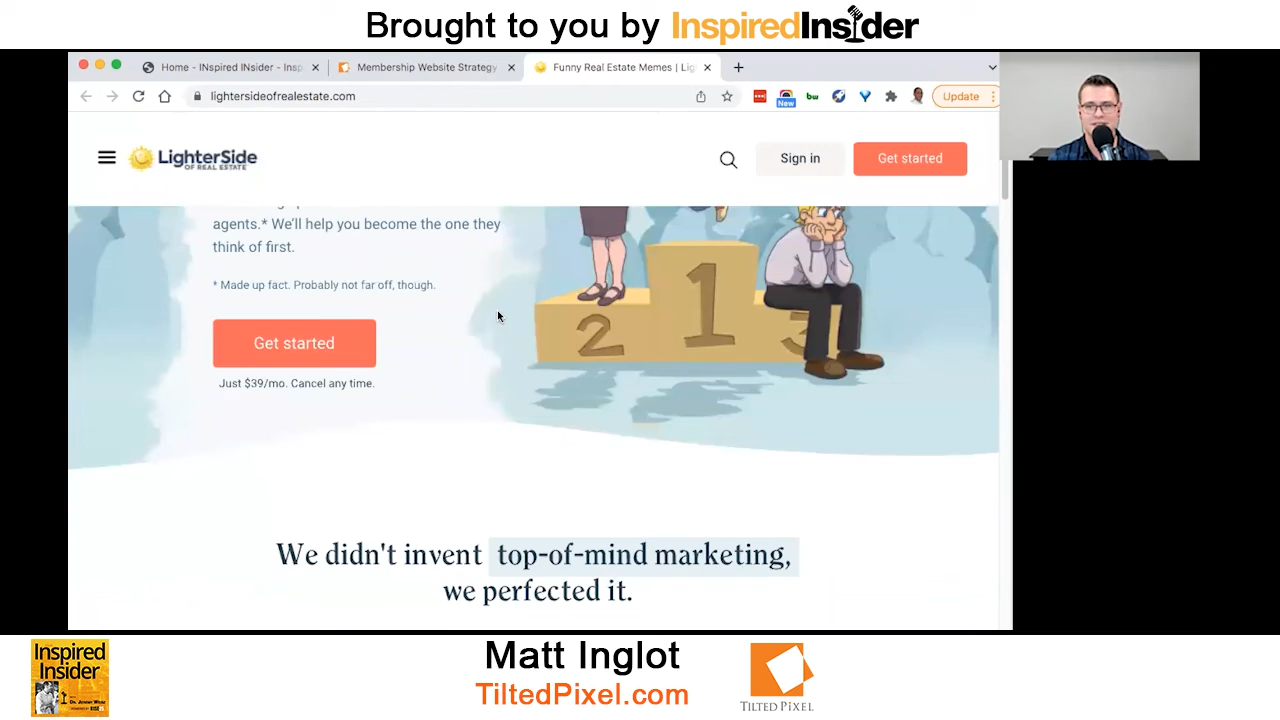 Brought to you by InspiredInsider
Home - INspired INsider - Insp
Membership Website Strategy
Funny Real Estate Memes | Lig
lightersideofrealestate.com
New
bw
Update
LighterSide
OF REAL ESTATE
Sign in
Get started
agents.* We'll help you become the one they
think of first.
* Made up fact. Probably not far off, though.
Get started
Just $39/mo. Cancel any time.
2
1
3
We didn't invent top-of-mind marketing,
we perfected it.
Inspired
Insider
Matt Inglot
TiltedPixel.com
TILTED PIXEL